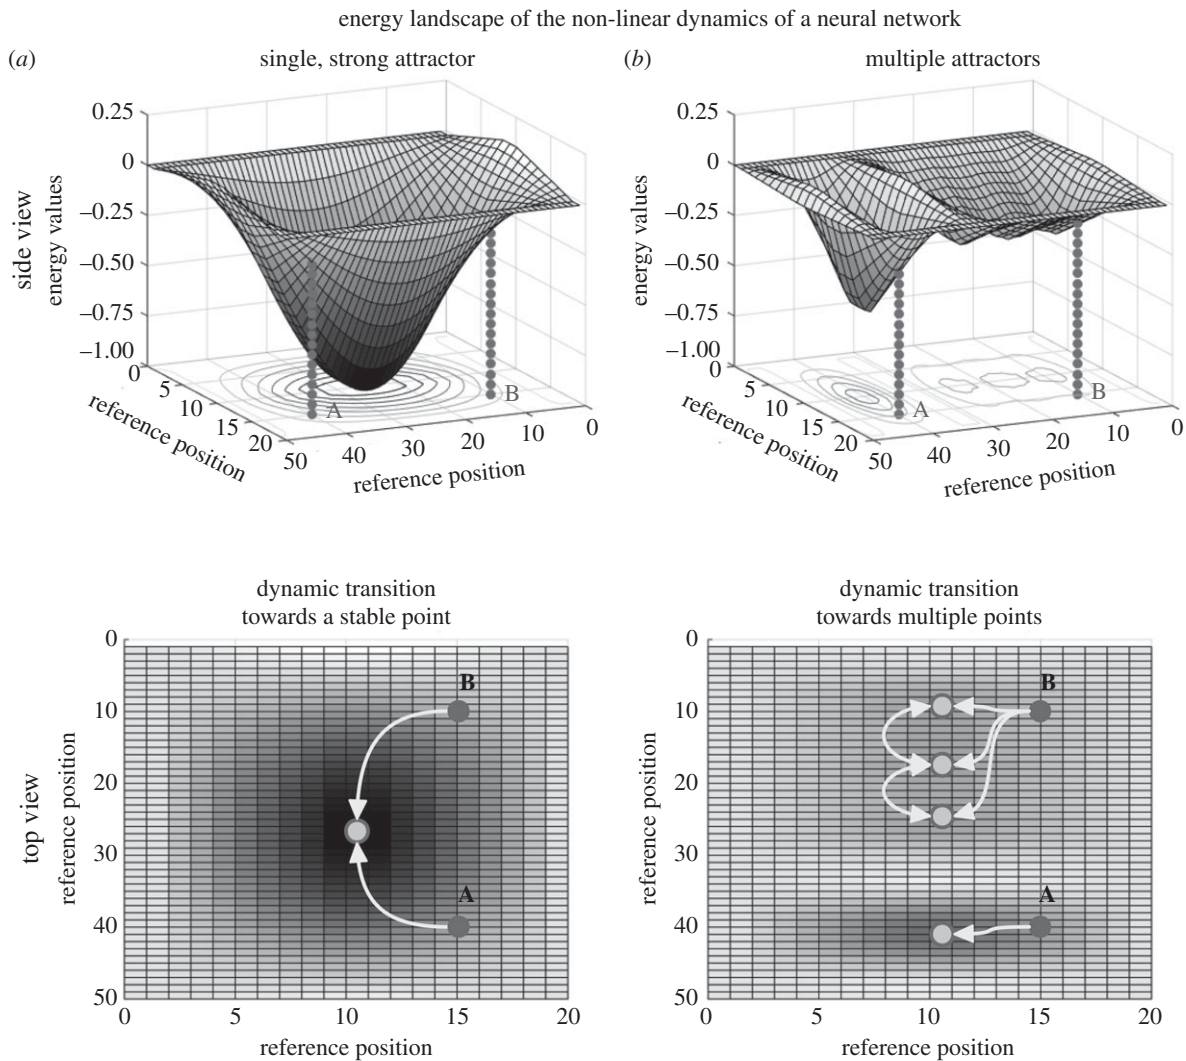 energy landscape of the non-linear dynamics of a neural network
(a)
single, strong attractor
(b)
multiple attractors
side view
energy values
0.25
0
−0.25
−0.50
−0.75
−1.00
0
5
10
15
20
50
40
30
20
10
0
reference position
reference position
A
B
energy values
0.25
0
−0.25
−0.50
−0.75
−1.00
0
5
10
15
20
50
40
30
20
10
0
reference position
reference position
A
B
dynamic transition
towards a stable point
dynamic transition
towards multiple points
top view
reference position
0
10
20
30
40
50
B
A
0
5
10
15
20
reference position
reference position
0
10
20
30
40
50
B
A
0
5
10
15
20
reference position